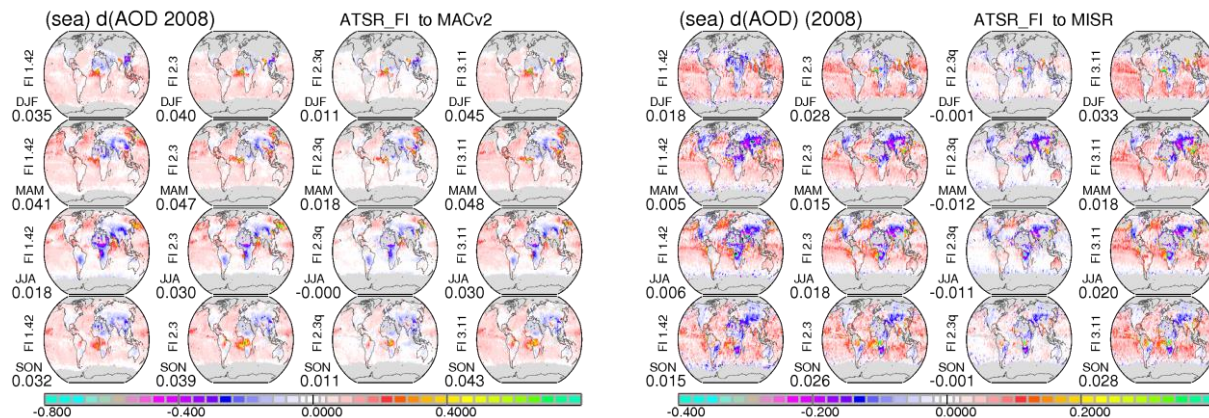 (sea) d(AOD 2008) ATSR_FI to MACv2
FI 1.42 FI 2.3 FI 2.3q FI 3.11
DJF DJF DJF DJF
0.035 0.040 0.011 0.045
FI 1.42 FI 2.3 FI 2.3q FI 3.11
MAM MAM MAM MAM
0.041 0.047 0.018 0.048
FI 1.42 FI 2.3 FI 2.3q FI 3.11
JJA JJA JJA JJA
0.018 0.030 -0.000 0.030
FI 1.42 FI 2.3 FI 2.3q FI 3.11
SON SON SON SON
0.032 0.039 0.011 0.043
-0.800 -0.400 0.0000 0.4000
(sea) d(AOD) (2008) ATSR_FI to MISR
FI 1.42 FI 2.3 FI 2.3q FI 3.11
DJF DJF DJF DJF
0.018 0.028 -0.001 0.033
FI 1.42 FI 2.3 FI 2.3q FI 3.11
MAM MAM MAM MAM
0.005 0.015 -0.012 0.018
FI 1.42 FI 2.3 FI 2.3q FI 3.11
JJA JJA JJA JJA
0.006 0.018 -0.011 0.020
FI 1.42 FI 2.3 FI 2.3q FI 3.11
SON SON SON SON
0.015 0.026 -0.001 0.028
-0.400 -0.200 0.0000 0.2000